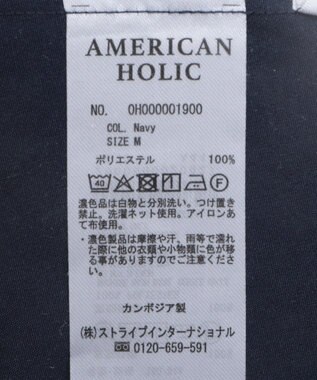 AMERICAN
HOLIC
NO. OH000001900
COL. Navy
SIZE M
ポリエステル 100%
40 F
濃色品は白物と分別洗い。つけ置き
禁止。洗濯ネット使用。アイロンあ
て布使用。
・濃色製品は摩擦や汗、雨等で濡れ
た際に他の衣類や小物類に色が移
る事がありますのでご注意くださ
い。
カンボジア製
(株)ストライプインターナショナル
0120-659-591